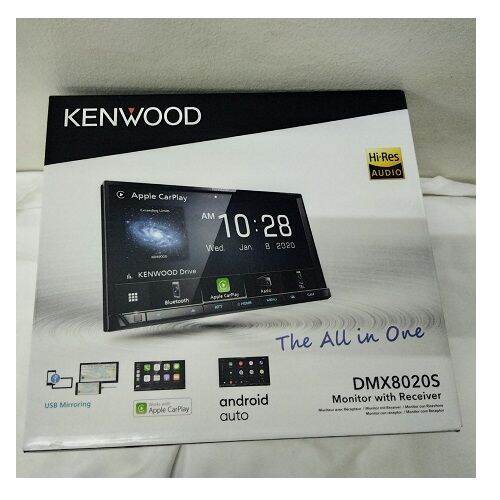 KENWOOD
Hi-Res
AUDIO
Apple CarPlay
AM 10:28
Wed. Jan. 8 2020
KENWOOD Drive
Bluetooth
Apple CarPlay
Radio
The All in One
USB Mirroring
Works with
Apple CarPlay
android
auto
DMX8020S
Monitor with Receiver